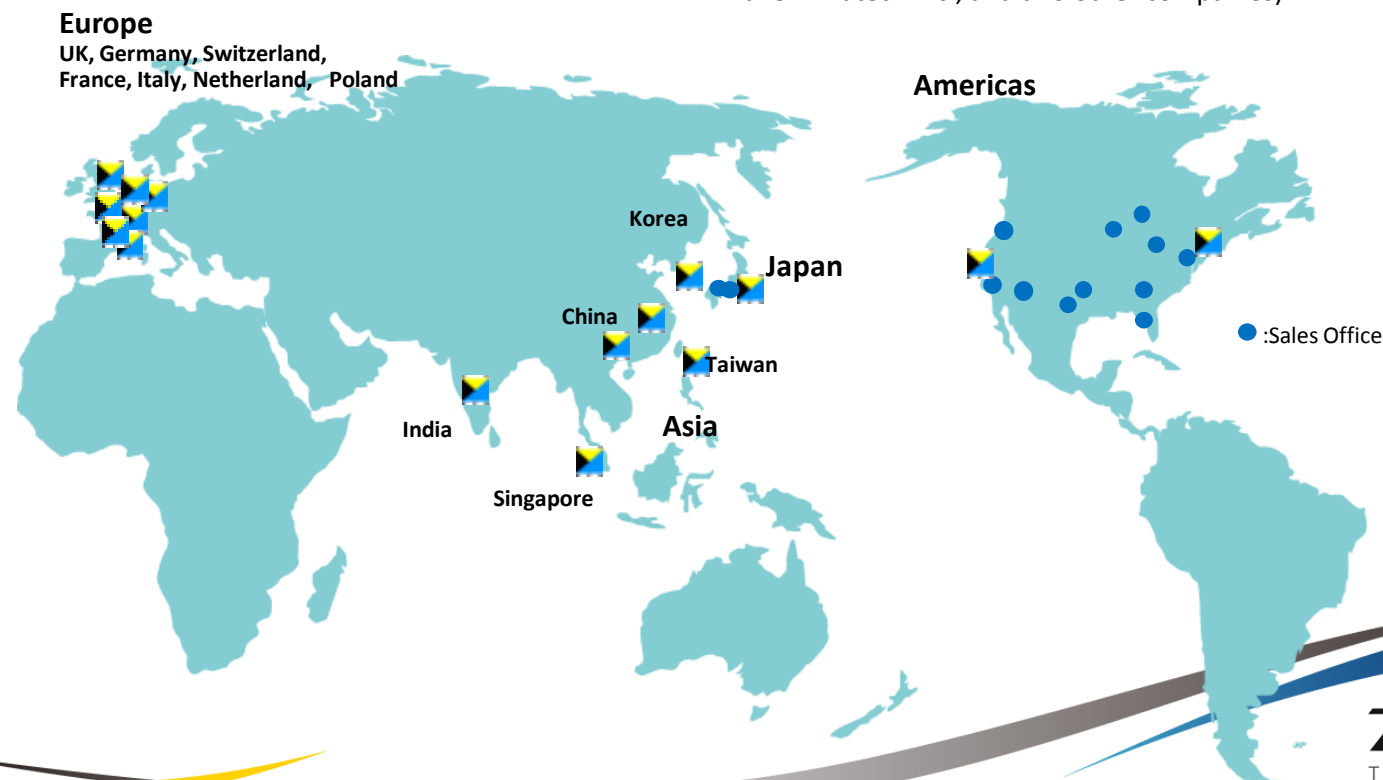 Europe
UK, Germany, Switzerland,
France, Italy, Netherland, Poland
Americas
Korea
Japan
China
:Sales Office
Taiwan
India
Asia
Singapore